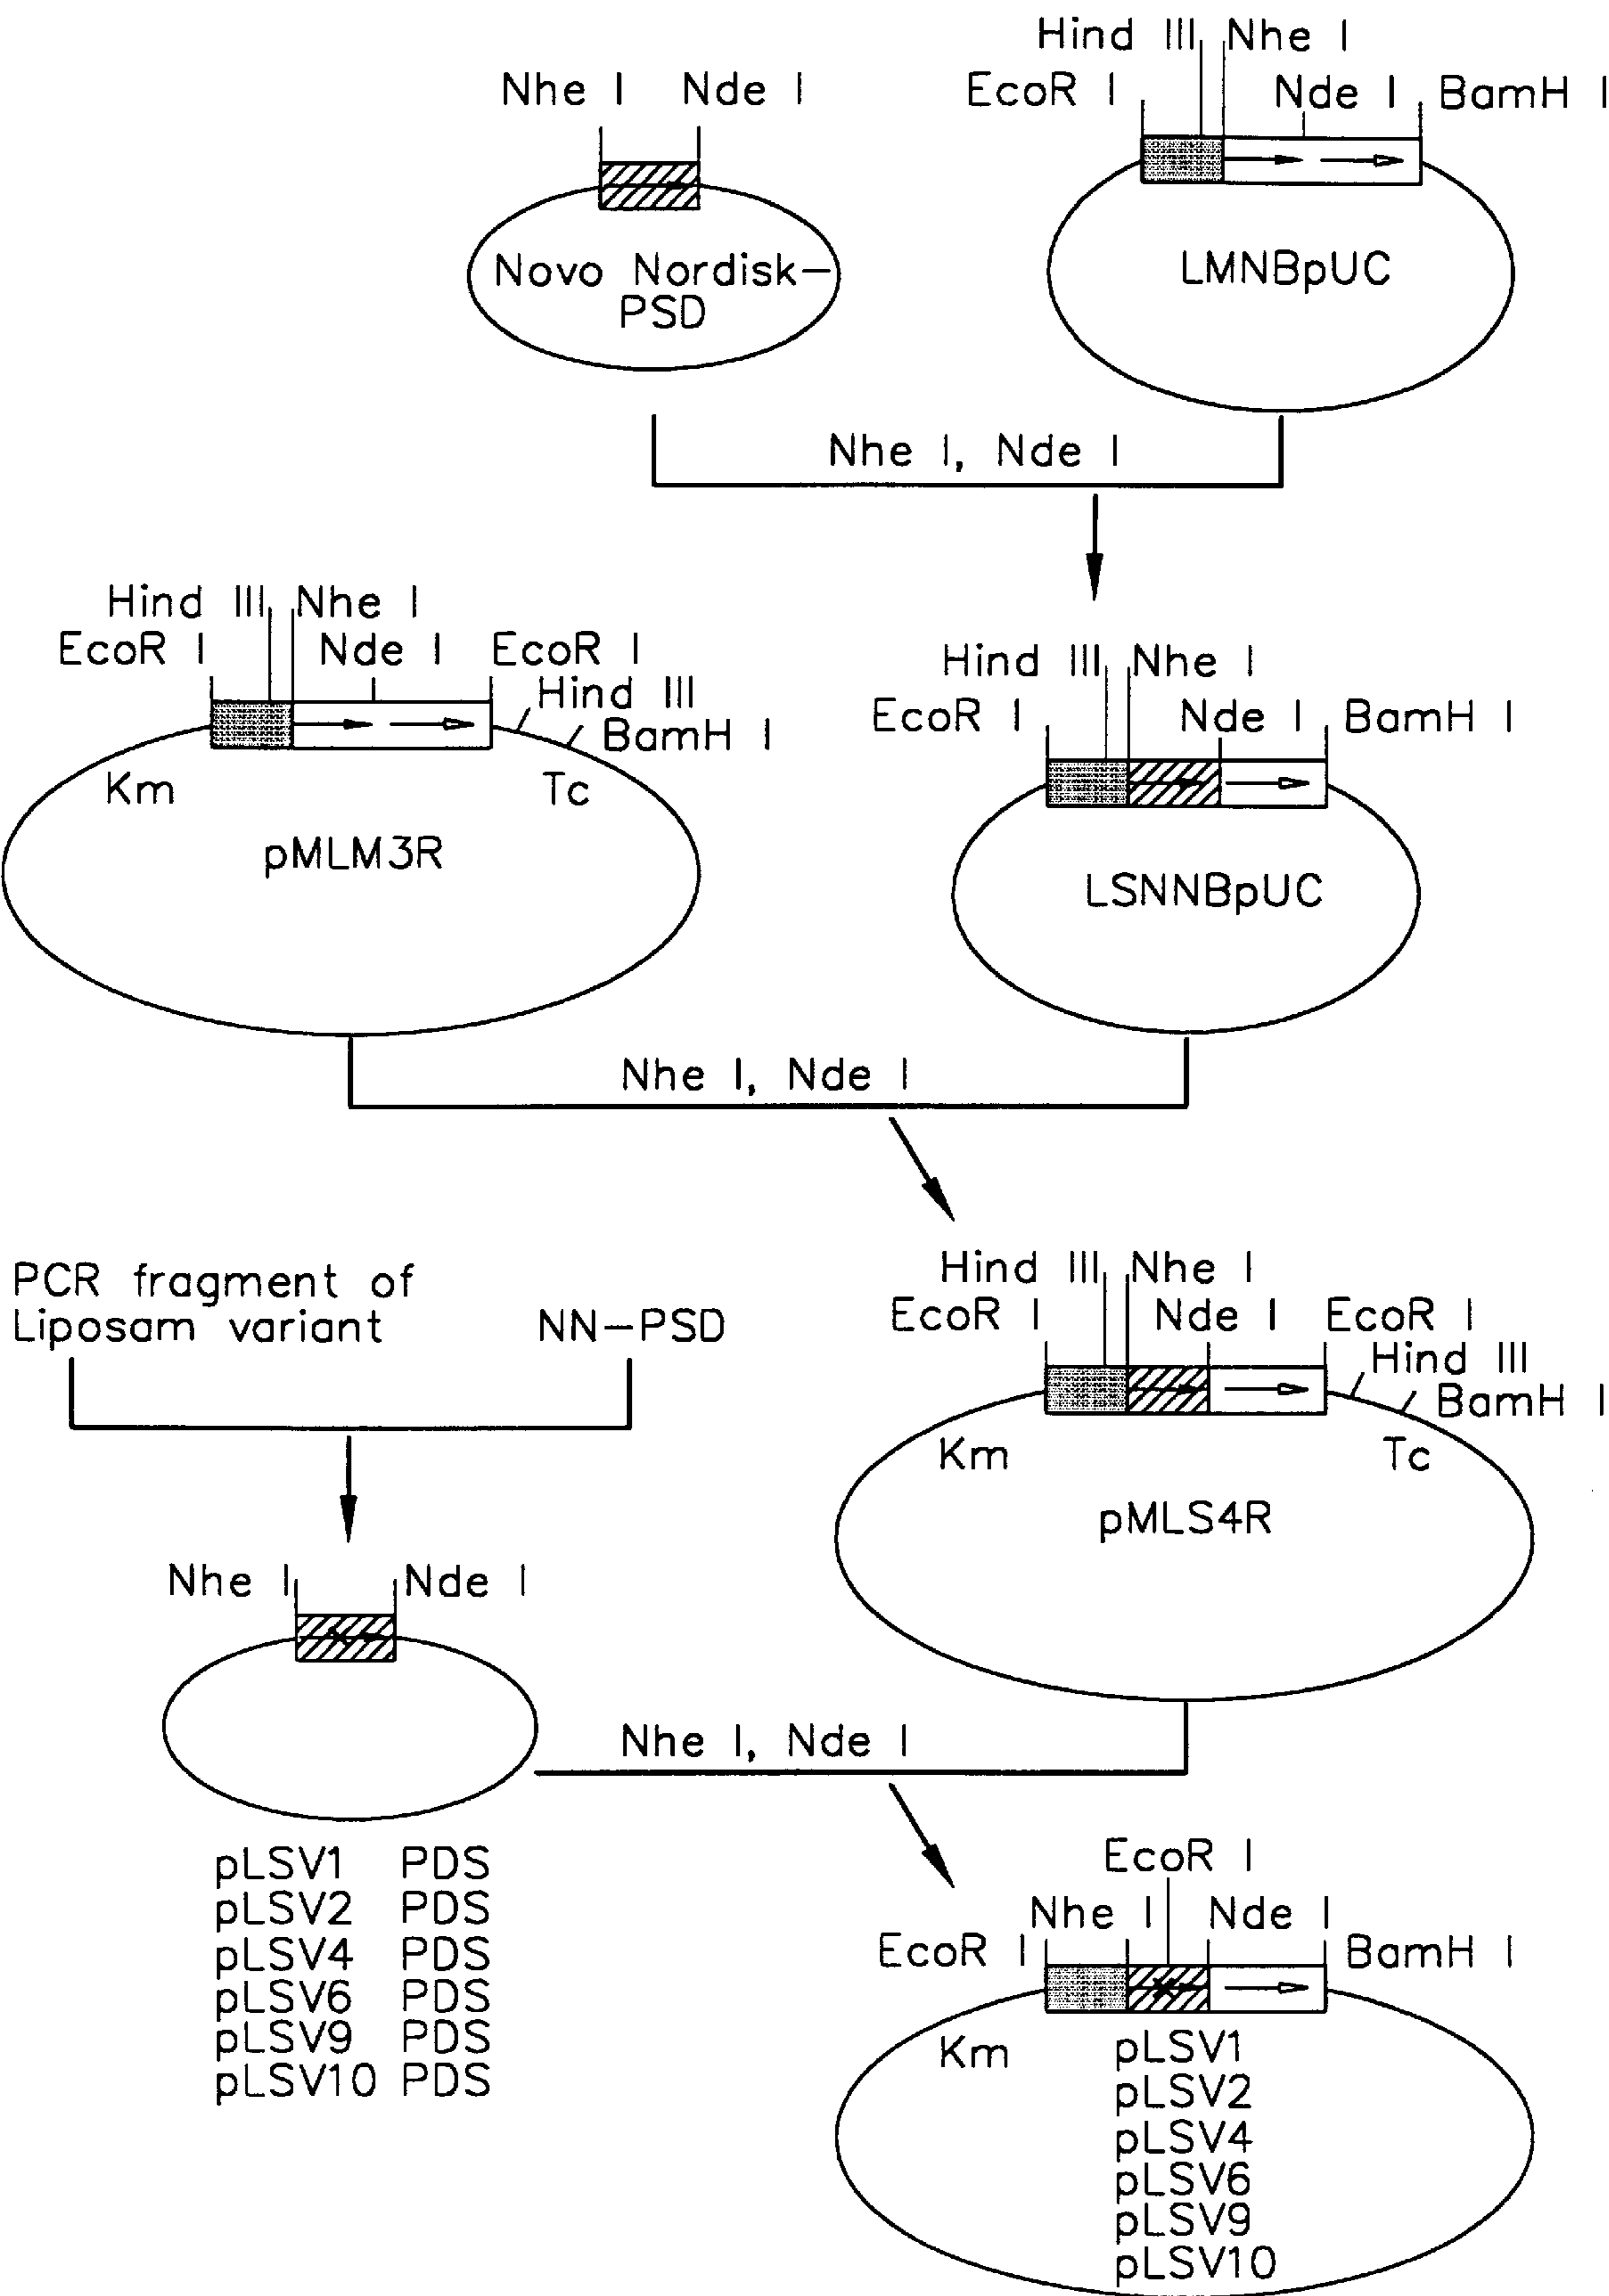 Hind III Nhe I
Nhe I Nde I
EcoR I Nde I BamH I
Novo Nordisk-
PSD
LMNBpUC
Nhe I, Nde I
Hind III Nhe I
EcoR I Nde I EcoR I
Hind III
BamH I
Km Tc
pMLM3R
Hind III Nhe I
EcoR I Nde I BamH I
LSNNBpUC
Nhe I, Nde I
PCR fragment of
Liposam variant
NN-PSD
Hind III Nhe I
EcoR I Nde I EcoR I
Hind III
BamH I
Km Tc
pMLS4R
Nhe I Nde I
Nhe I, Nde I
pLSV1 PDS
pLSV2 PDS
pLSV4 PDS
pLSV6 PDS
pLSV9 PDS
pLSV10 PDS
EcoR I
Nhe I Nde I
EcoR I BamH I
Km
pLSV1
pLSV2
pLSV4
pLSV6
pLSV9
pLSV10